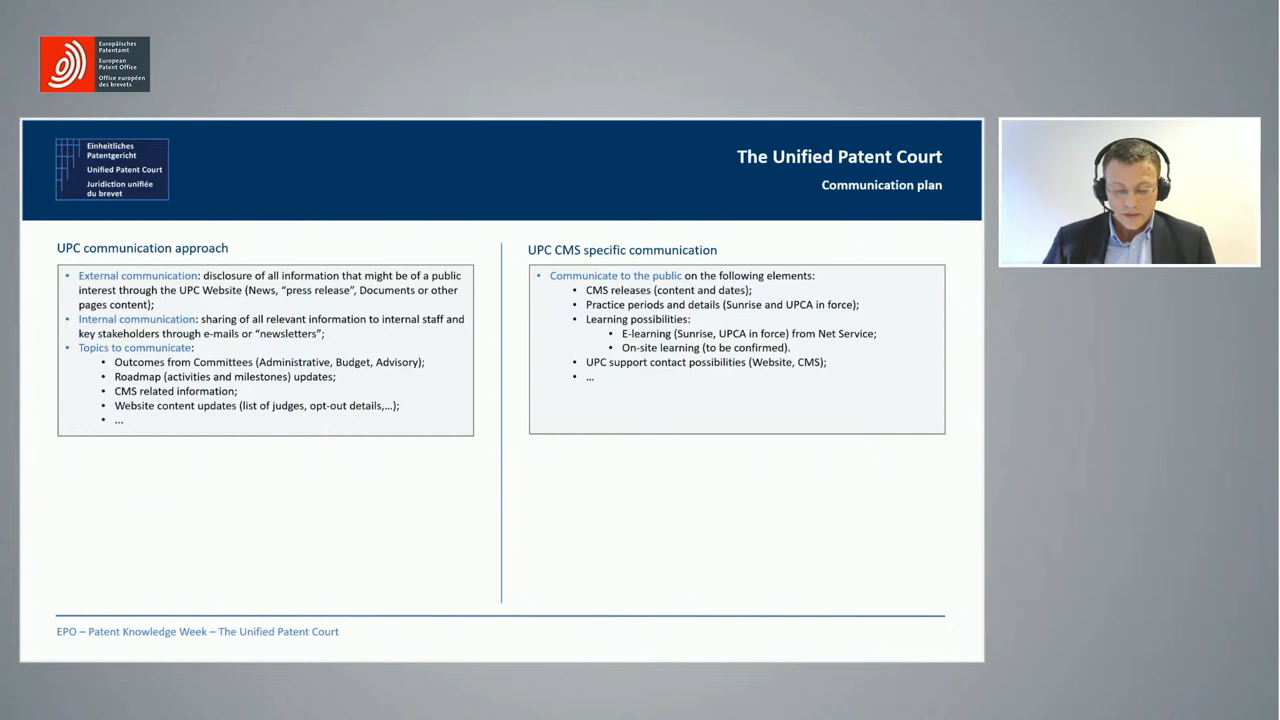 Europäisches
Patentamt
European
Patent Office
Office européen
des brevets
Einheitliches
Patentgericht
Unified Patent Court
Juridiction unifiée
du brevet
The Unified Patent Court
Communication plan
UPC communication approach
• External communication: disclosure of all information that might be of a public
interest through the UPC Website (News, “press release”, Documents or other
pages content);
• Internal communication: sharing of all relevant information to internal staff and
key stakeholders through e-mails or “newsletters”;
• Topics to communicate:
• Outcomes from Committees (Administrative, Budget, Advisory);
• Roadmap (activities and milestones) updates;
• CMS related information;
• Website content updates (list of judges, opt-out details,…);
• ...
UPC CMS specific communication
• Communicate to the public on the following elements:
• CMS releases (content and dates);
• Practice periods and details (Sunrise and UPCA in force);
• Learning possibilities:
• E-learning (Sunrise, UPCA in force) from Net Service;
• On-site learning (to be confirmed).
• UPC support contact possibilities (Website, CMS);
• …
EPO – Patent Knowledge Week – The Unified Patent Court